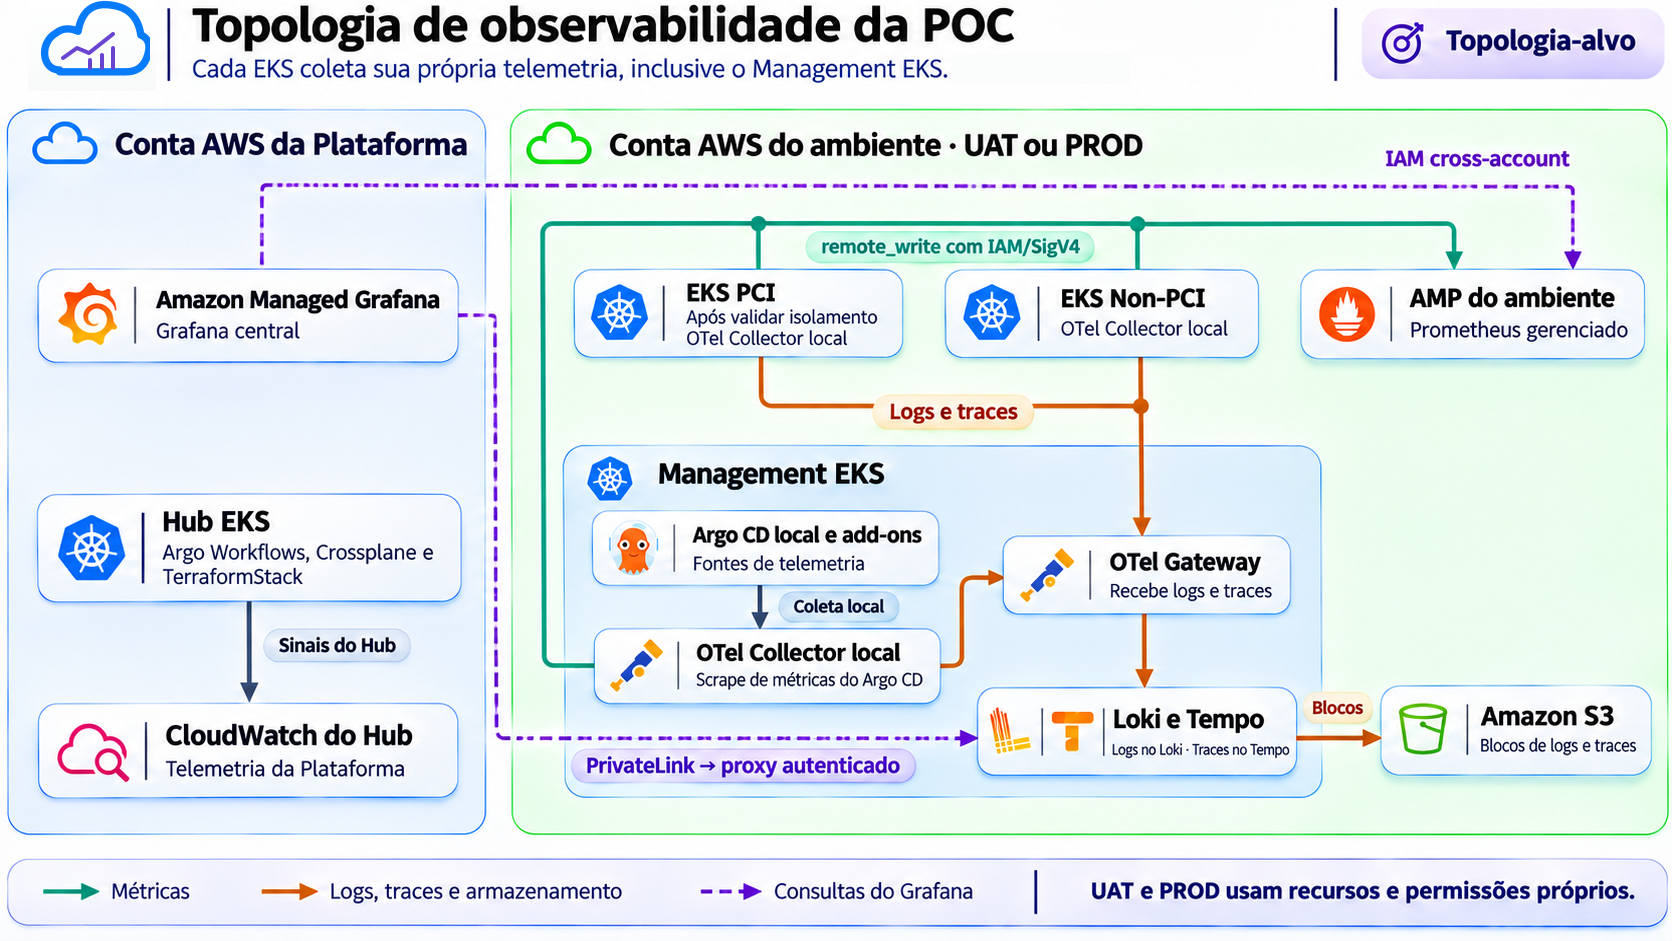 Topologia de observabilidade da POC
Cada EKS coleta sua própria telemetria, inclusive o Management EKS.
Topologia-alvo
Conta AWS da Plataforma
Amazon Managed Grafana
Grafana central
Hub EKS
Argo Workflows, Crossplane e
TerraformStack
Sinais do Hub
CloudWatch do Hub
Telemetria da Plataforma
Conta AWS do ambiente · UAT ou PROD
IAM cross-account
remote_write com IAM/SigV4
EKS PCI
Após validar isolamento
OTel Collector local
EKS Non-PCI
OTel Collector local
AMP do ambiente
Prometheus gerenciado
Logs e traces
Management EKS
Argo CD local e add-ons
Fontes de telemetria
Coleta local
OTel Collector local
Scrape de métricas do Argo CD
OTel Gateway
Recebe logs e traces
Loki e Tempo
Logs no Loki · Traces no Tempo
PrivateLink → proxy autenticado
Blocos
Amazon S3
Blocos de logs e traces
Métricas
Logs, traces e armazenamento
Consultas do Grafana
UAT e PROD usam recursos e permissões próprios.